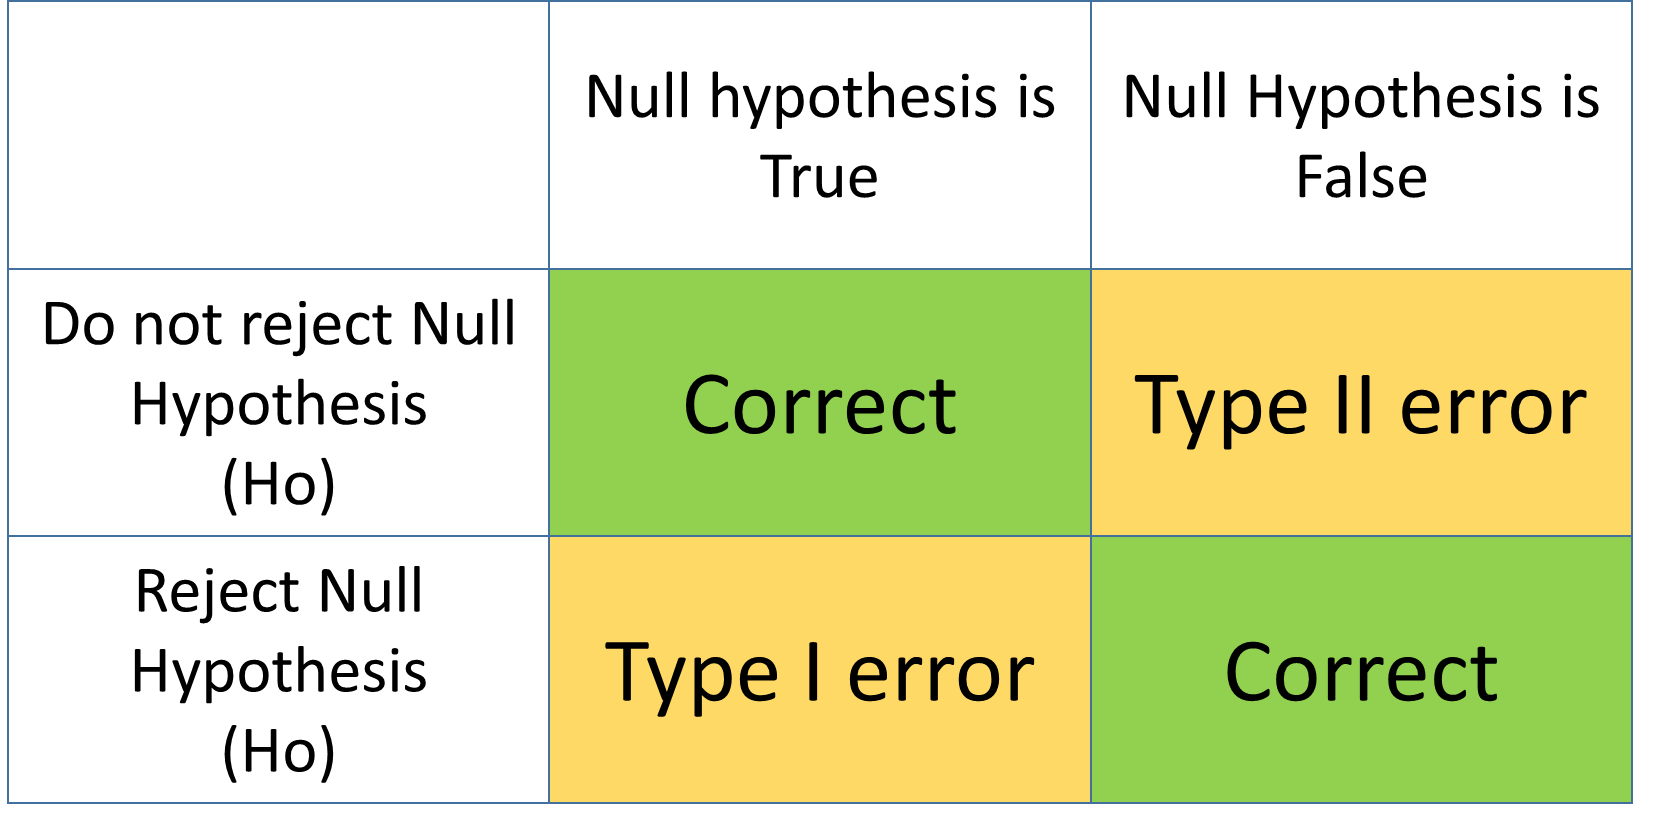 Null hypothesis is
True
Null Hypothesis is
False
Do not reject Null
Hypothesis
(Ho)
Correct
Type II error
Reject Null
Hypothesis
(Ho)
Type I error
Correct